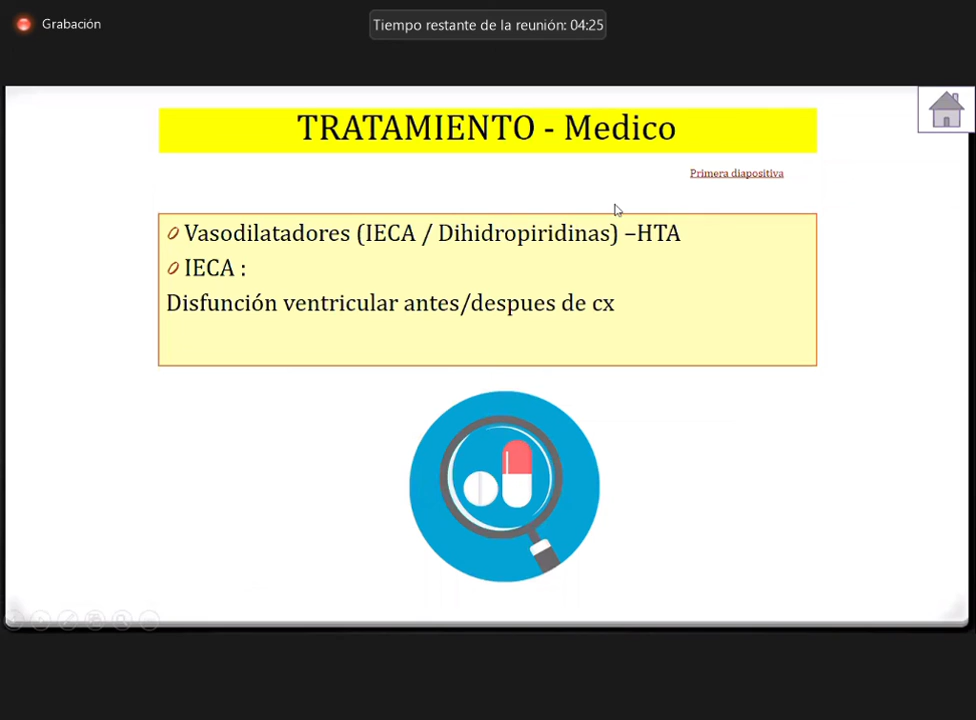 Grabación
Tiempo restante de la reunión: 04:25
TRATAMIENTO - Medico
Primera diapositiva
Vasodilatadores (IECA / Dihidropiridinas) –HTA
IECA :
Disfunción ventricular antes/despues de cx